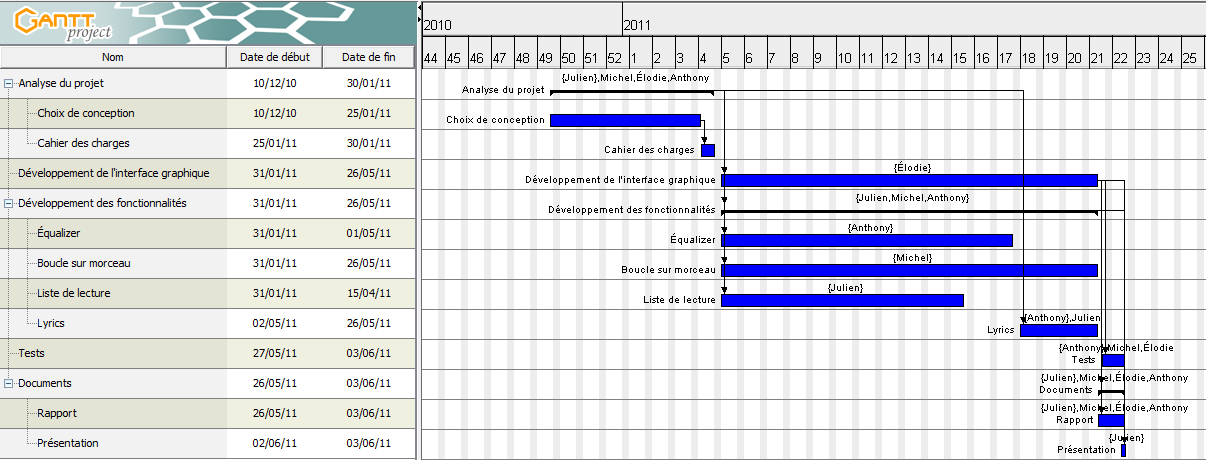 GANTT project
2010 2011
Nom Date de début Date de fin 44 45 46 47 48 49 50 51 52 1 2 3 4 5 6 7 8 9 10 11 12 13 14 15 16 17 18 19 20 21 22 23 24 25
Analyse du projet 10/12/10 30/01/11 Analyse du projet {Julien},Michel,Élodie,Anthony
Choix de conception 10/12/10 25/01/11 Choix de conception
Cahier des charges 25/01/11 30/01/11 Cahier des charges
Développement de l'interface graphique 31/01/11 26/05/11 Développement de l'interface graphique {Élodie}
Développement des fonctionnalités 31/01/11 26/05/11 Développement des fonctionnalités {Julien,Michel,Anthony}
Équalizer 31/01/11 01/05/11 Équalizer {Anthony}
Boucle sur morceau 31/01/11 26/05/11 Boucle sur morceau {Michel}
Liste de lecture 31/01/11 15/04/11 Liste de lecture {Julien}
Lyrics 02/05/11 26/05/11 Lyrics {Anthony},Julien
Tests 27/05/11 03/06/11 Tests {Anthony},Michel,Élodie
Documents 26/05/11 03/06/11 Documents {Julien},Michel,Élodie,Anthony
Rapport 26/05/11 03/06/11 Rapport {Julien},Michel,Élodie,Anthony
Présentation 02/06/11 03/06/11 Présentation {Julien}